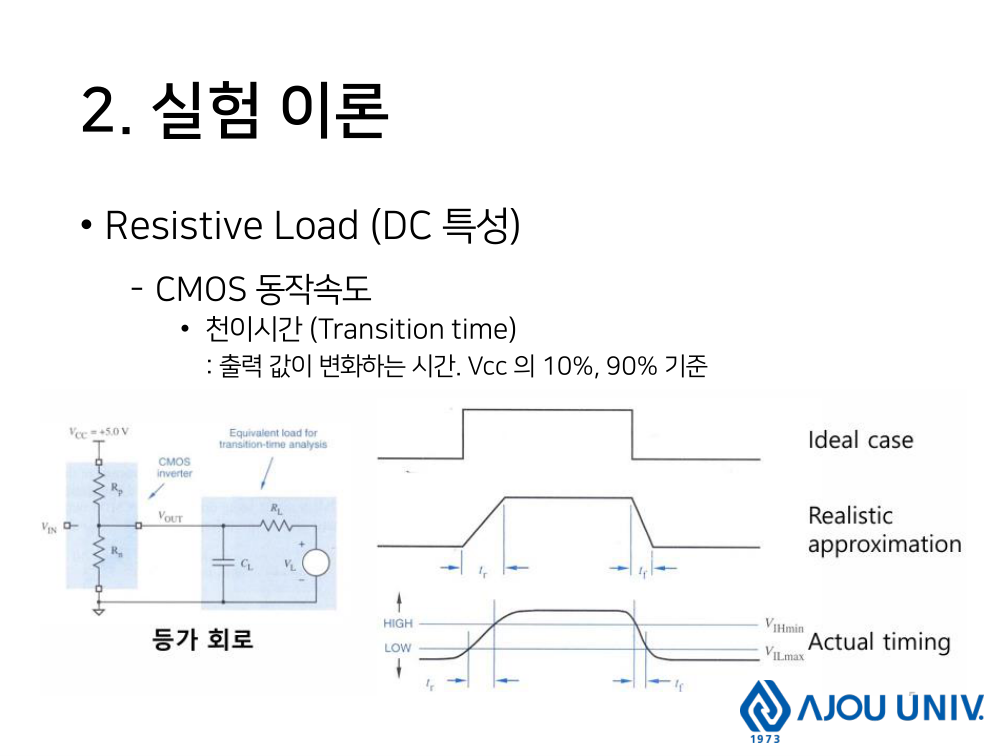 2. 실험 이론
• Resistive Load (DC 특성)
- CMOS 동작속도
• 천이시간 (Transition time)
: 출력 값이 변화하는 시간. Vcc 의 10%, 90% 기준
VCC = +5.0 V
Equivalent load for
transition-time analysis
CMOS
inverter
Rp
VIN
VOUT
RL
Rn
CL
+
VL
−
등가 회로
Ideal case
Realistic
approximation
tr
tf
HIGH
VIHmin
LOW
VILmax
Actual timing
tr
tf
AJOU UNIV.
1973